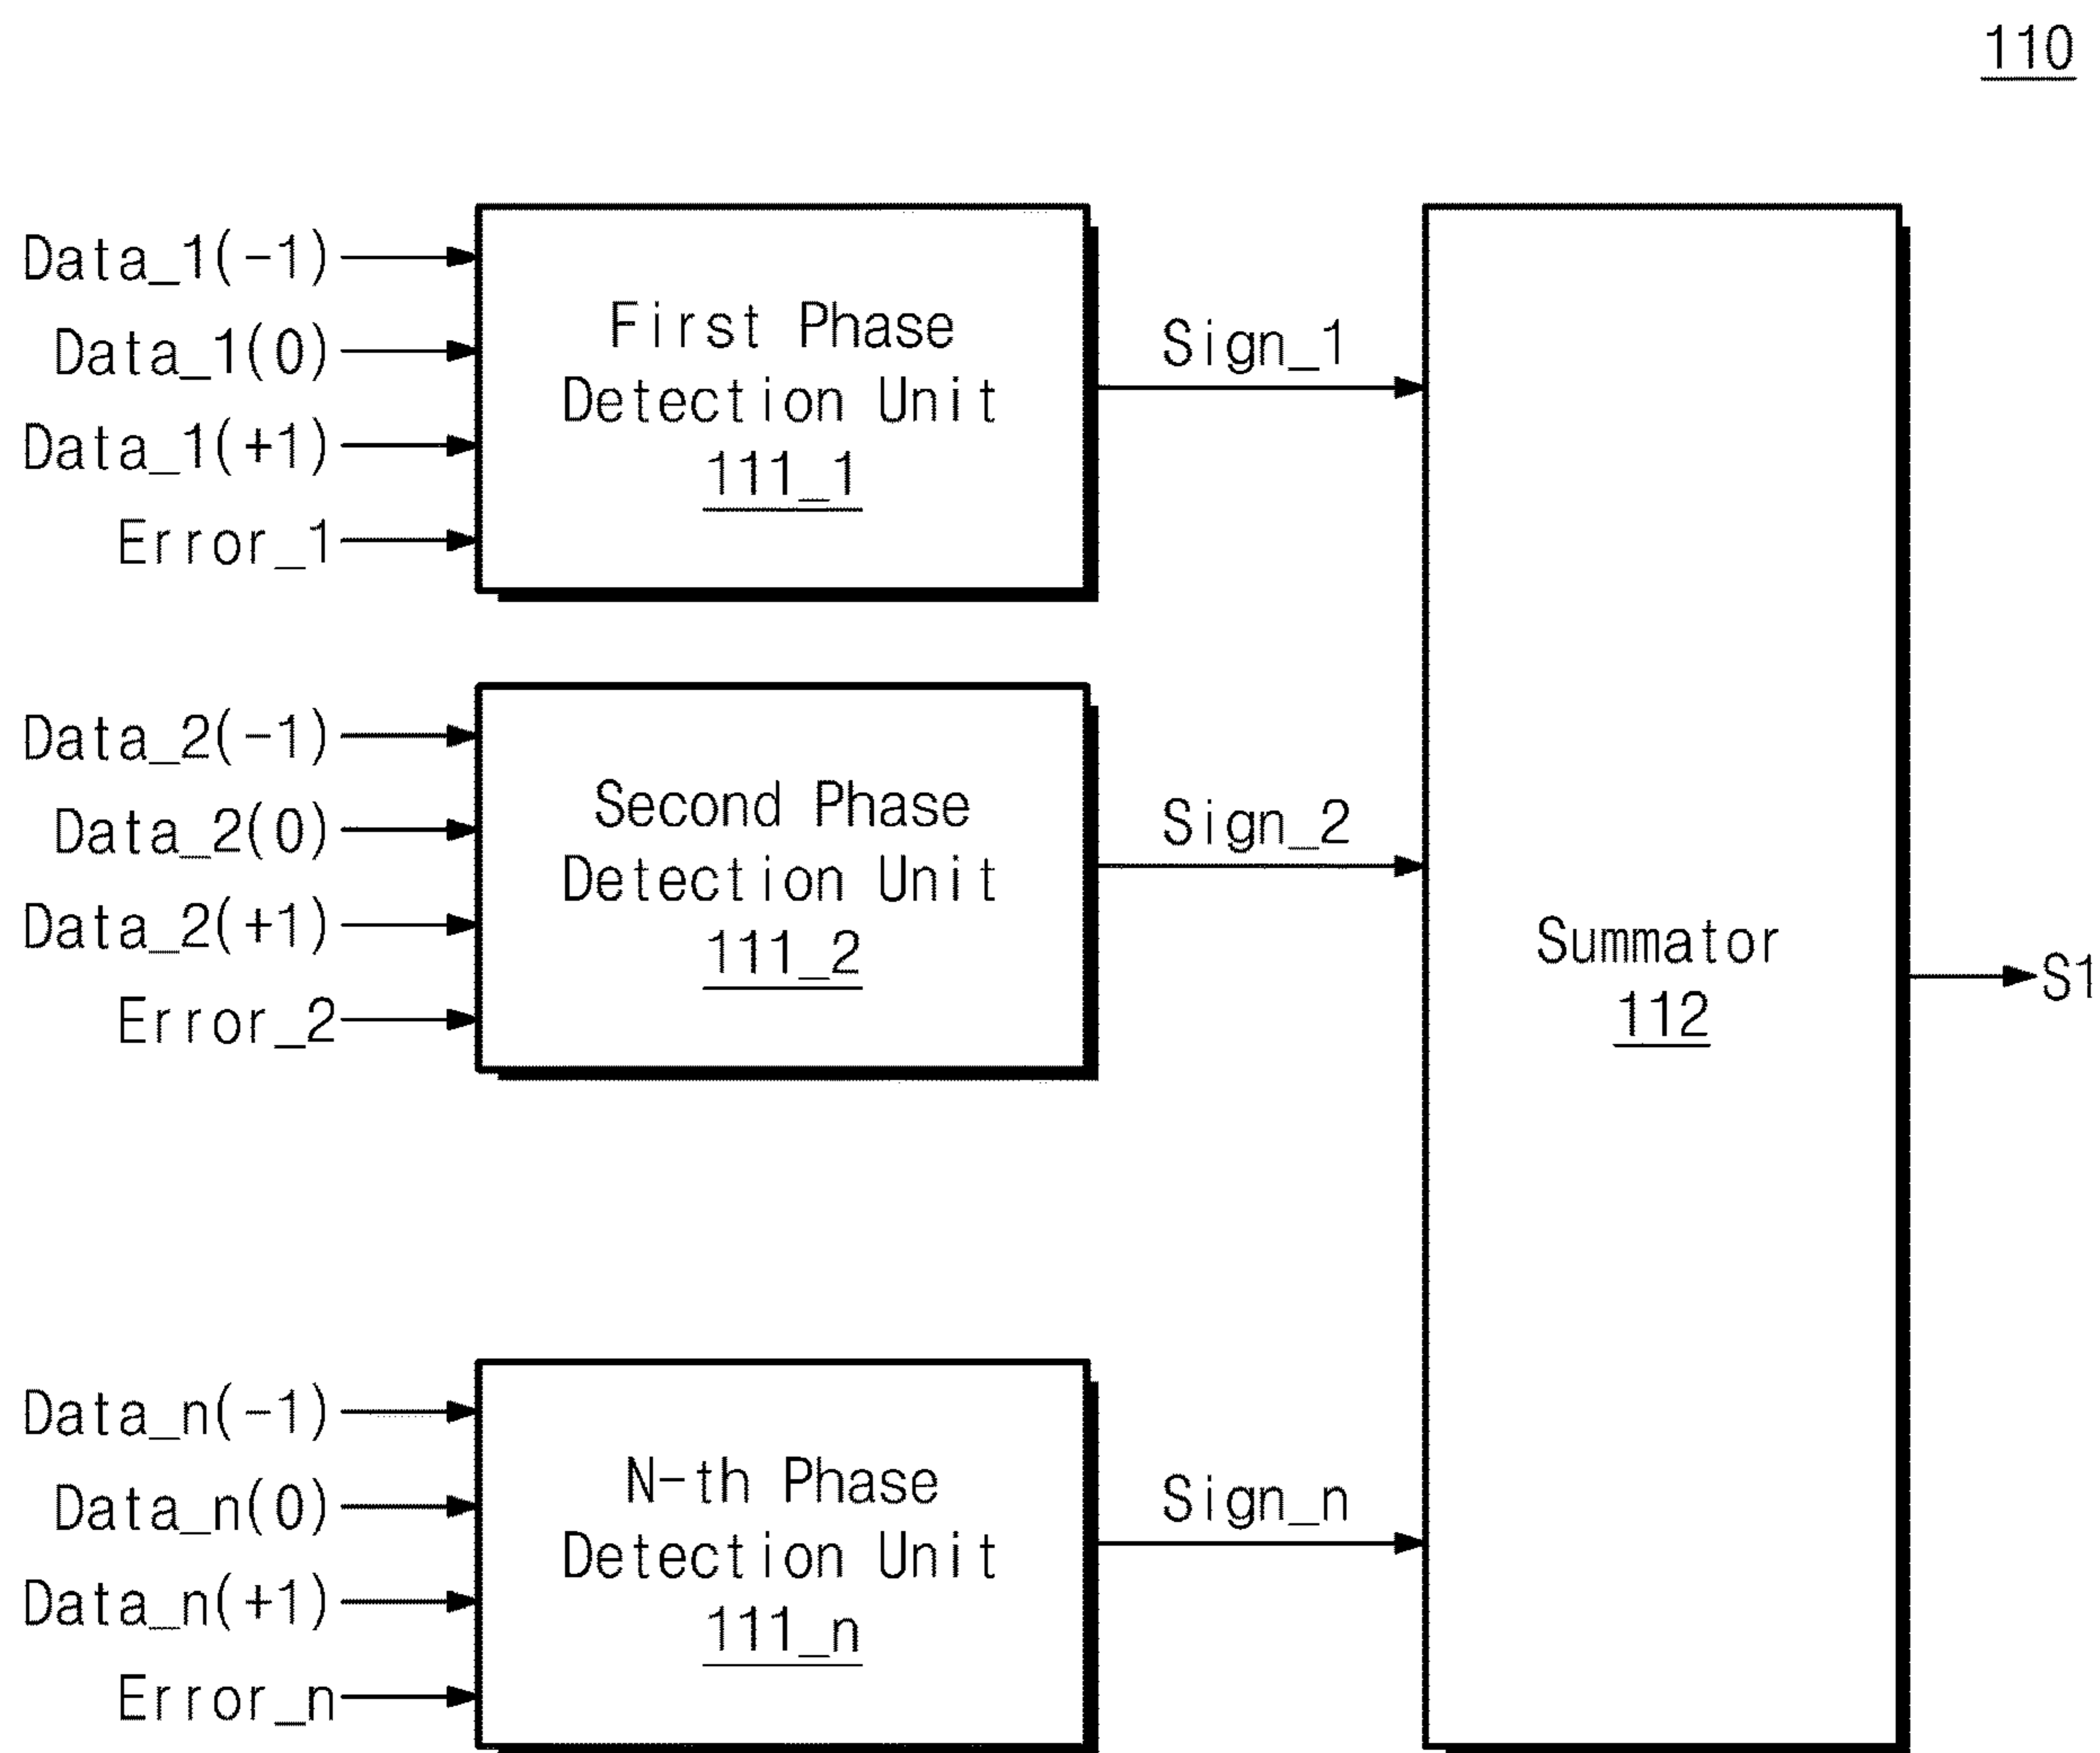 110
Data_1(-1)
Data_1(0)
Data_1(+1)
Error_1
First Phase
Detection Unit
111_1
Sign_1
Data_2(-1)
Data_2(0)
Data_2(+1)
Error_2
Second Phase
Detection Unit
111_2
Sign_2
Summator
112
S1
Data_n(-1)
Data_n(0)
Data_n(+1)
Error_n
N-th Phase
Detection Unit
111_n
Sign_n